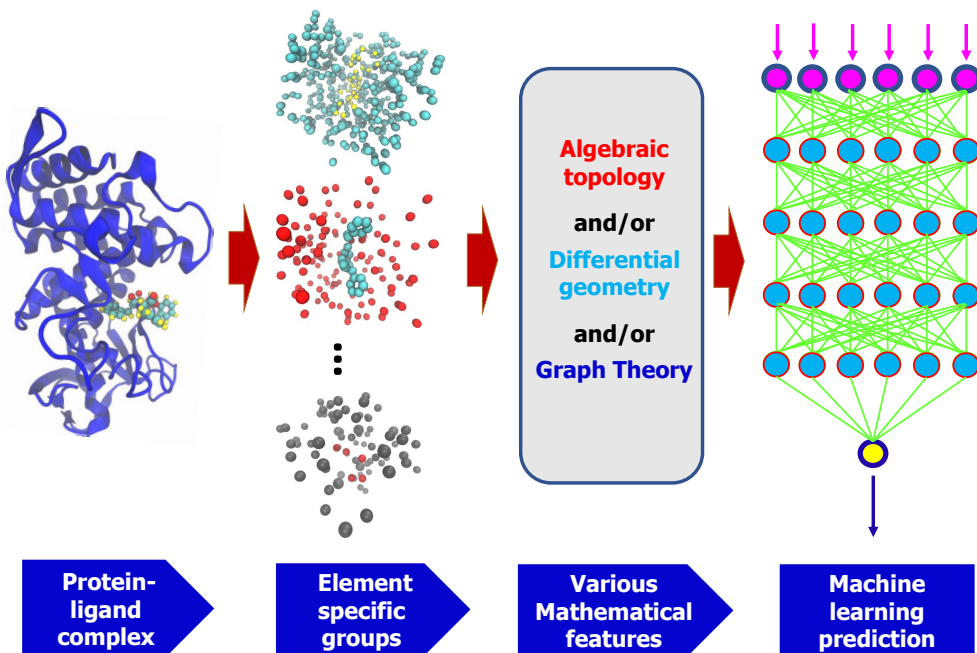 Algebraic
topology
and/or
Differential
geometry
and/or
Graph Theory
Protein-
ligand
complex
Element
specific
groups
Various
Mathematical
features
Machine
learning
prediction